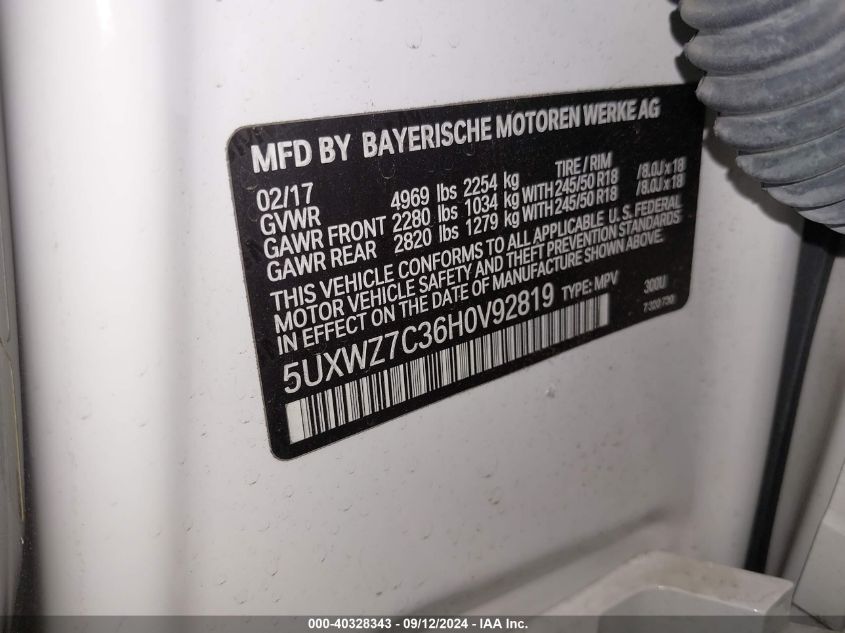 MFD BY BAYERISCHE MOTOREN WERKE AG
02/17 TIRE / RIM
GVWR 4969 lbs 2254 kg
GAWR FRONT 2280 lbs 1034 kg WITH 245/50 R18 /8.0J x 18
GAWR REAR 2820 lbs 1279 kg WITH 245/50 R18 /8.0J x 18
THIS VEHICLE CONFORMS TO ALL APPLICABLE U. S. FEDERAL
MOTOR VEHICLE SAFETY AND THEFT PREVENTION STANDARDS
IN EFFECT ON THE DATE OF MANUFACTURE SHOWN ABOVE.
5UXWZ7C36H0V92819 TYPE: MPV 300U
7 320 730
000-40328343 - 09/12/2024 - IAA Inc.